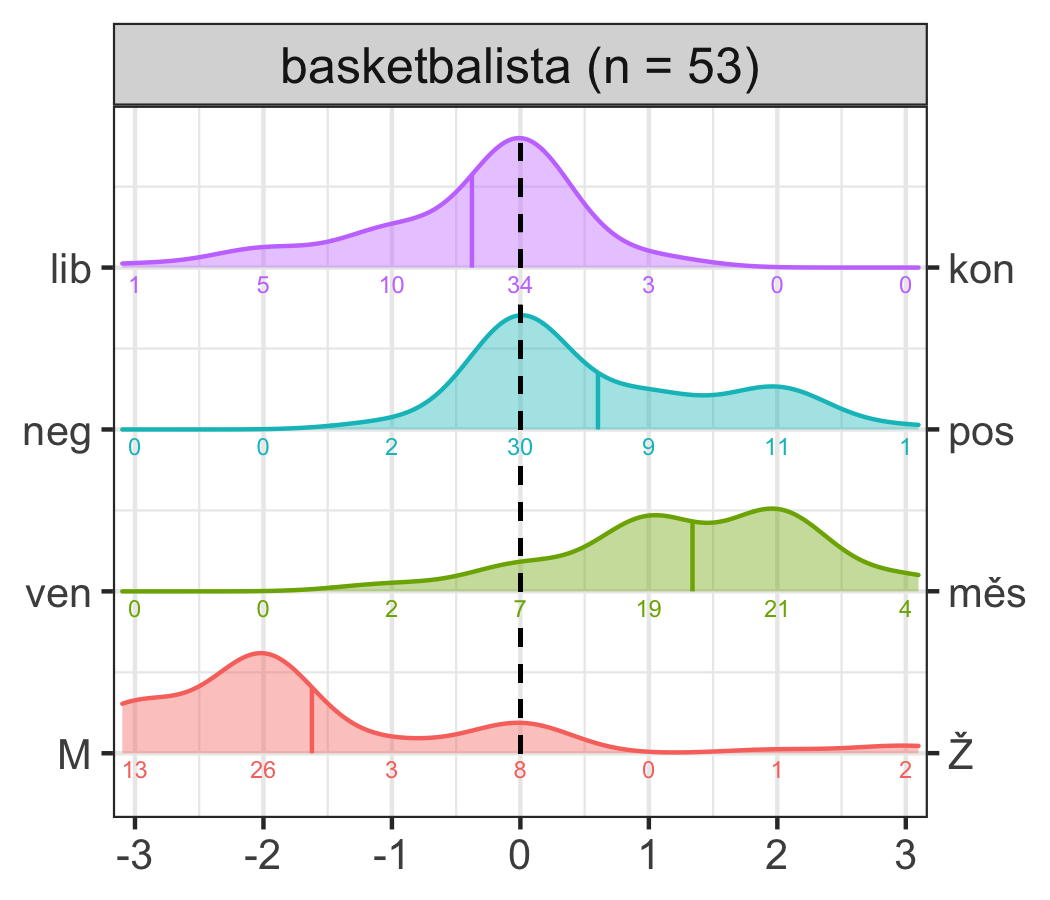 basketbalista (n = 53)
lib kon
1 5 10 34 3 0 0
neg pos
0 0 2 30 9 11 1
ven měs
0 0 2 7 19 21 4
M Ž
13 26 3 8 0 1 2
-3 -2 -1 0 1 2 3